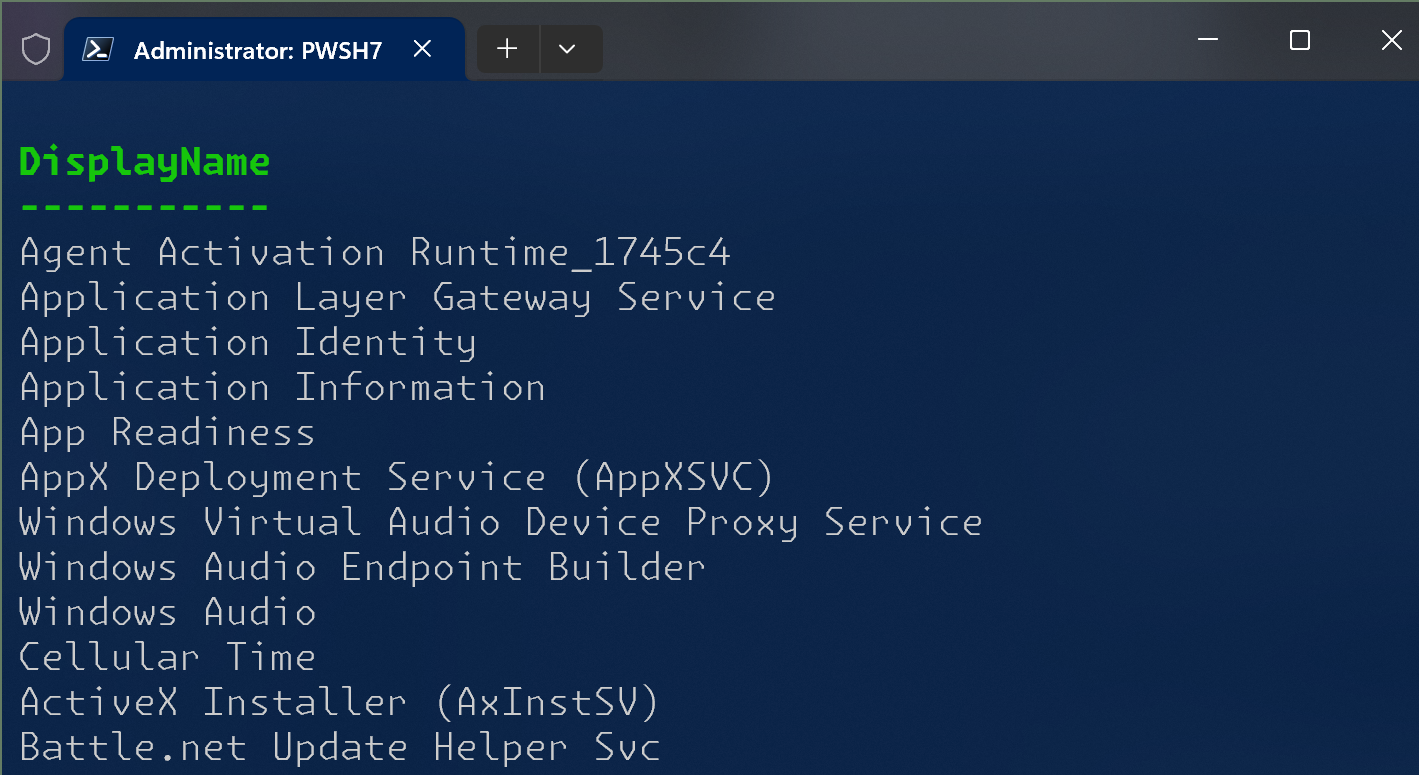 Administrator: PWSH7
DisplayName
-----------
Agent Activation Runtime_1745c4
Application Layer Gateway Service
Application Identity
Application Information
App Readiness
AppX Deployment Service (AppXSVC)
Windows Virtual Audio Device Proxy Service
Windows Audio Endpoint Builder
Windows Audio
Cellular Time
ActiveX Installer (AxInstSV)
Battle.net Update Helper Svc